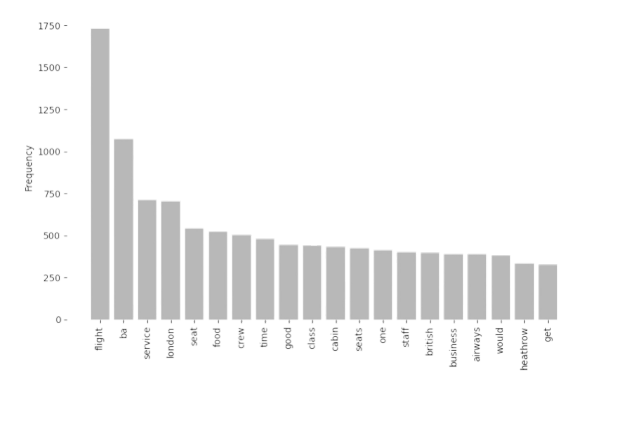 1750
1500
1250
1000
750
500
250
0
Frequency
flight
ba
service
london
seat
food
crew
time
good
class
cabin
seats
one
staff
british
business
airways
would
heathrow
get